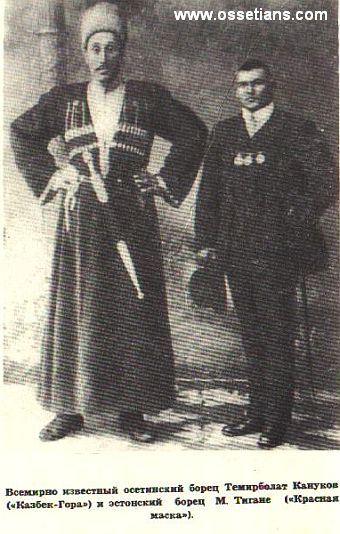 www.ossetians.com
Всемирно известный осетинский борец Темирболат Кануков
(«Казбек-Гора») и эстонский борец М. Тигане («Красная
маска»).